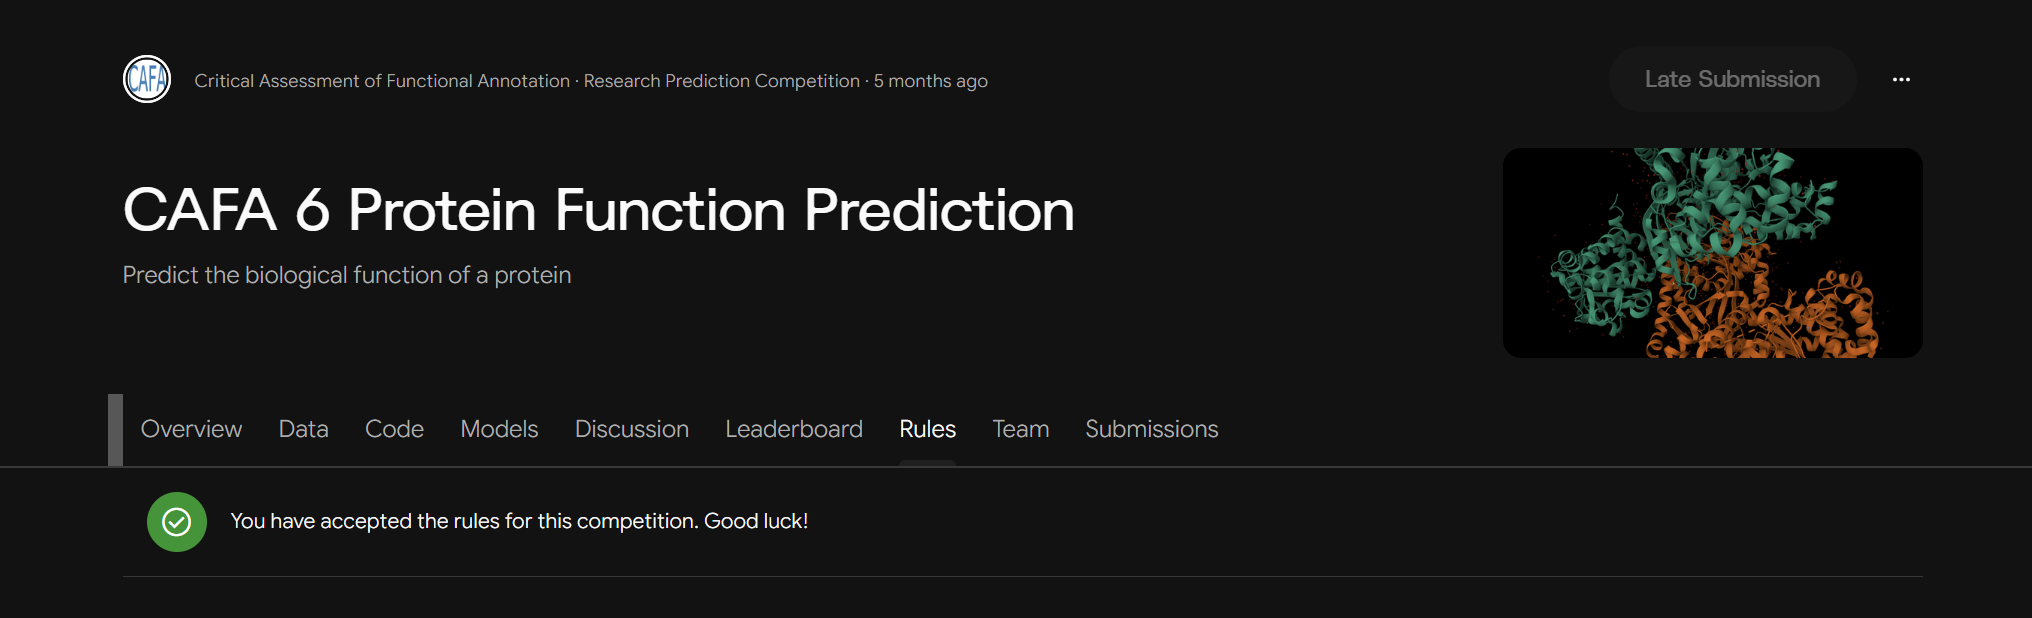 CAFA
Critical Assessment of Functional Annotation · Research Prediction Competition · 5 months ago
Late Submission
CAFA 6 Protein Function Prediction
Predict the biological function of a protein
Overview Data Code Models Discussion Leaderboard Rules Team Submissions
You have accepted the rules for this competition. Good luck!